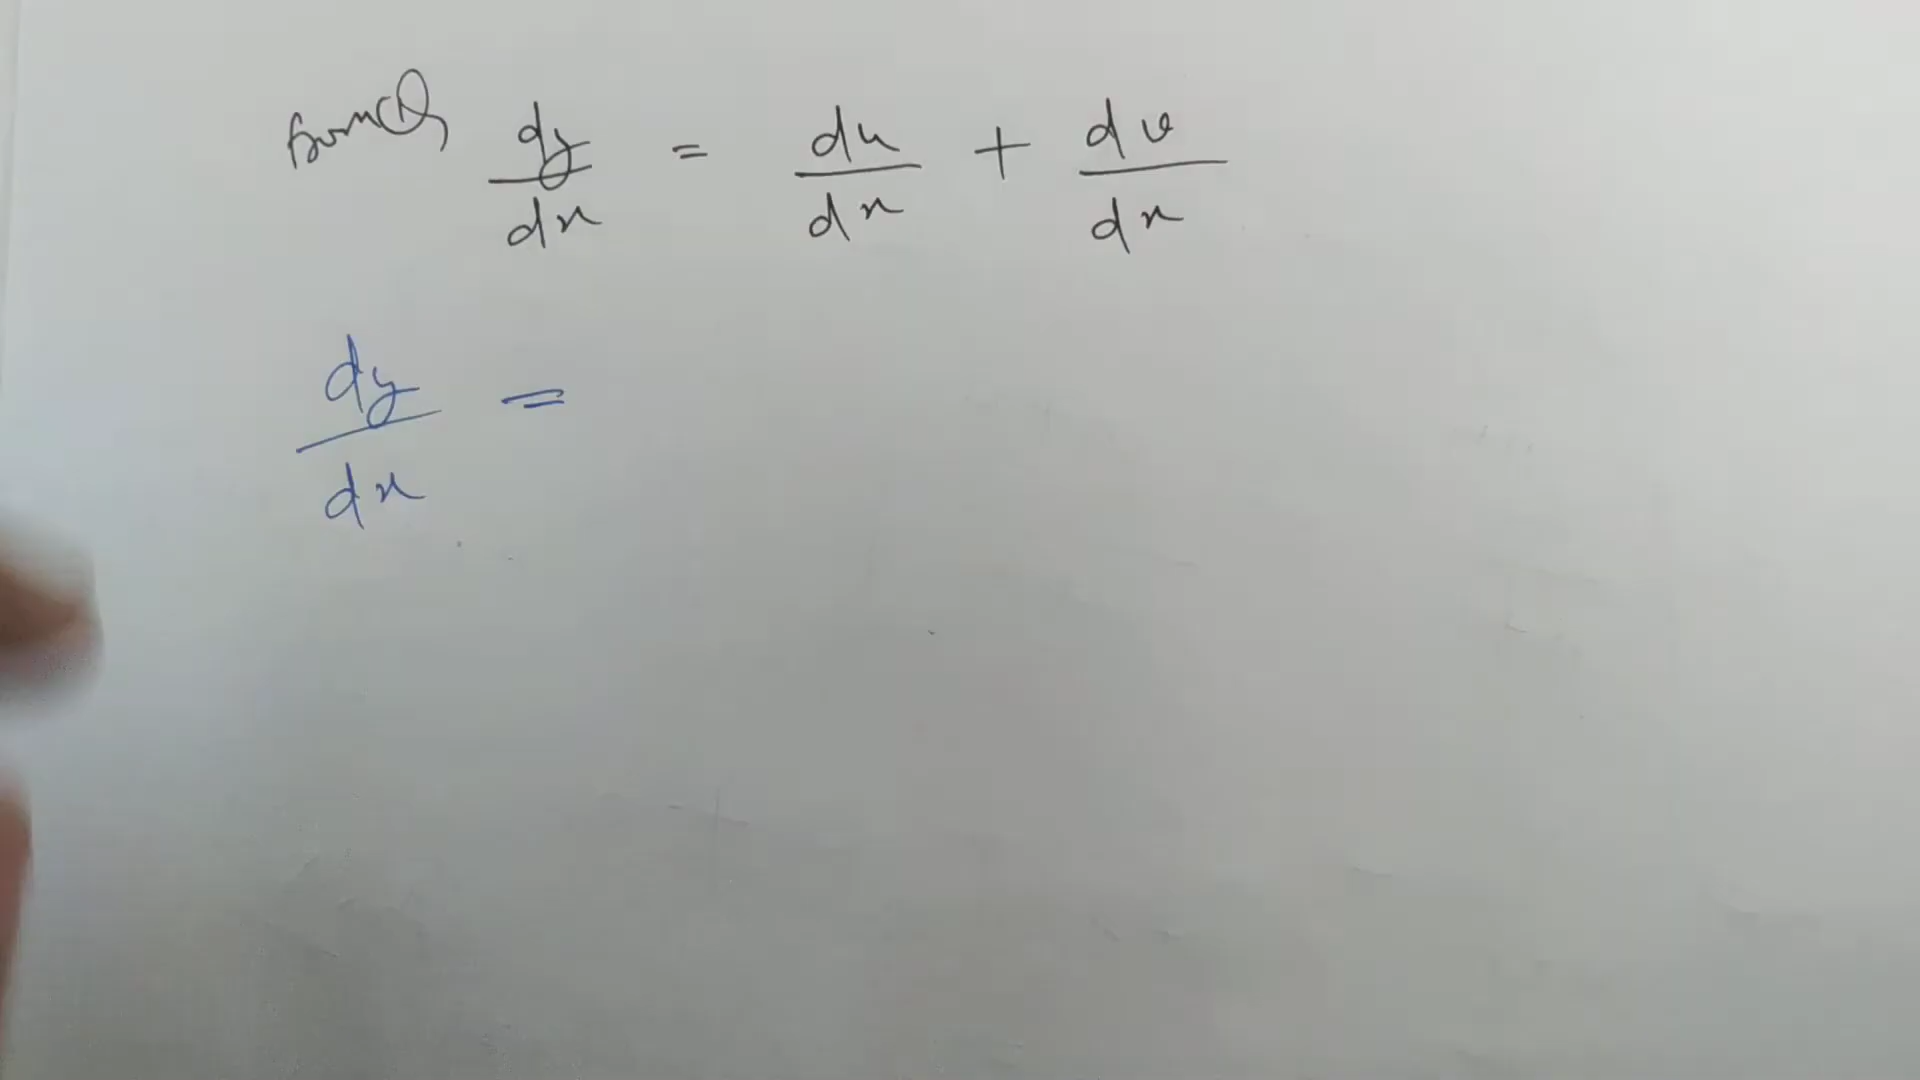 from (1), dy/dx = du/dx + dv/dx
dy/dx =